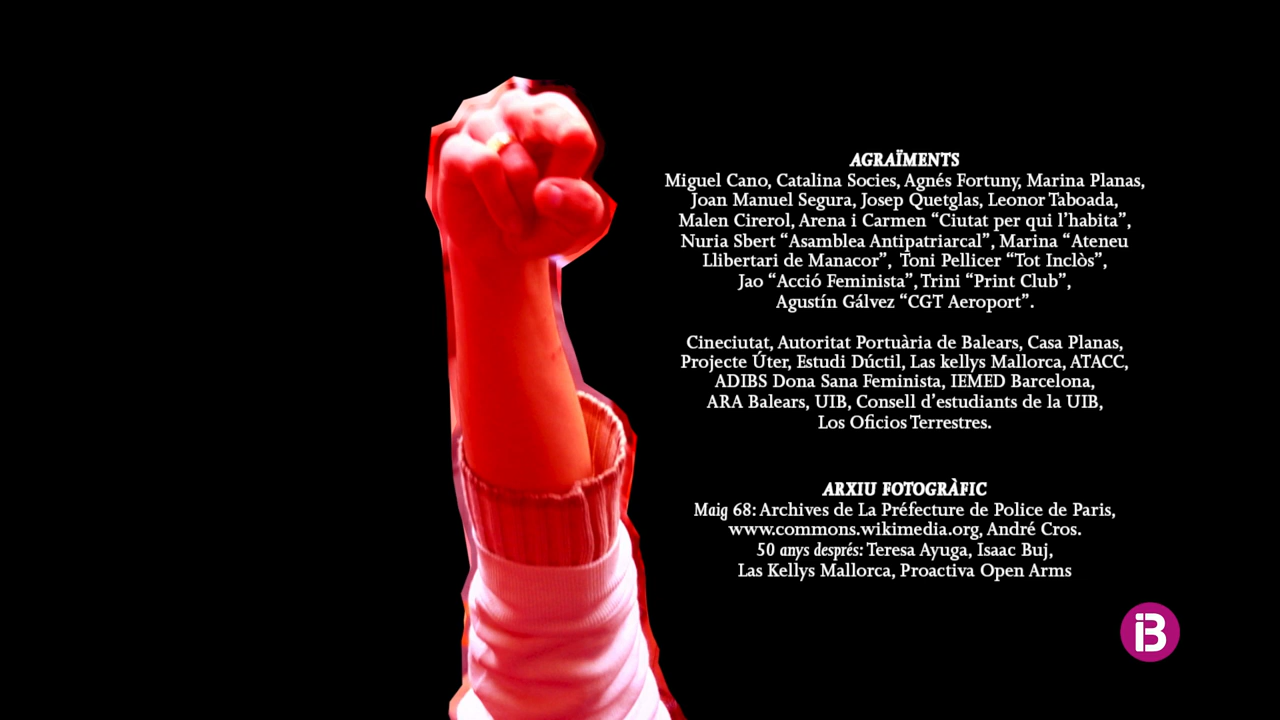 AGRAÏMENTS
Miguel Cano, Catalina Socies, Agnés Fortuny, Marina Planas,
Joan Manuel Segura, Josep Quetglas, Leonor Taboada,
Malen Cirerol, Arena i Carmen “Ciutat per qui l’habita”,
Nuria Sbert “Asamblea Antipatriarcal”, Marina “Ateneu
Llibertari de Manacor”, Toni Pellicer “Tot Inclòs”,
Jao “Acció Feminista”, Trini “Print Club”,
Agustín Gálvez “CGT Aeroport”.
Cineciutat, Autoritat Portuària de Balears, Casa Planas,
Projecte Úter, Estudi Dúctil, Las kellys Mallorca, ATACC,
ADIBS Dona Sana Feminista, IEMED Barcelona,
ARA Balears, UIB, Consell d’estudiants de la UIB,
Los Oficios Terrestres.
ARXIU FOTOGRÀFIC
Maig 68: Archives de La Préfecture de Police de Paris,
www.commons.wikimedia.org, André Cros.
50 anys després: Teresa Ayuga, Isaac Buj,
Las Kellys Mallorca, Proactiva Open Arms
iB